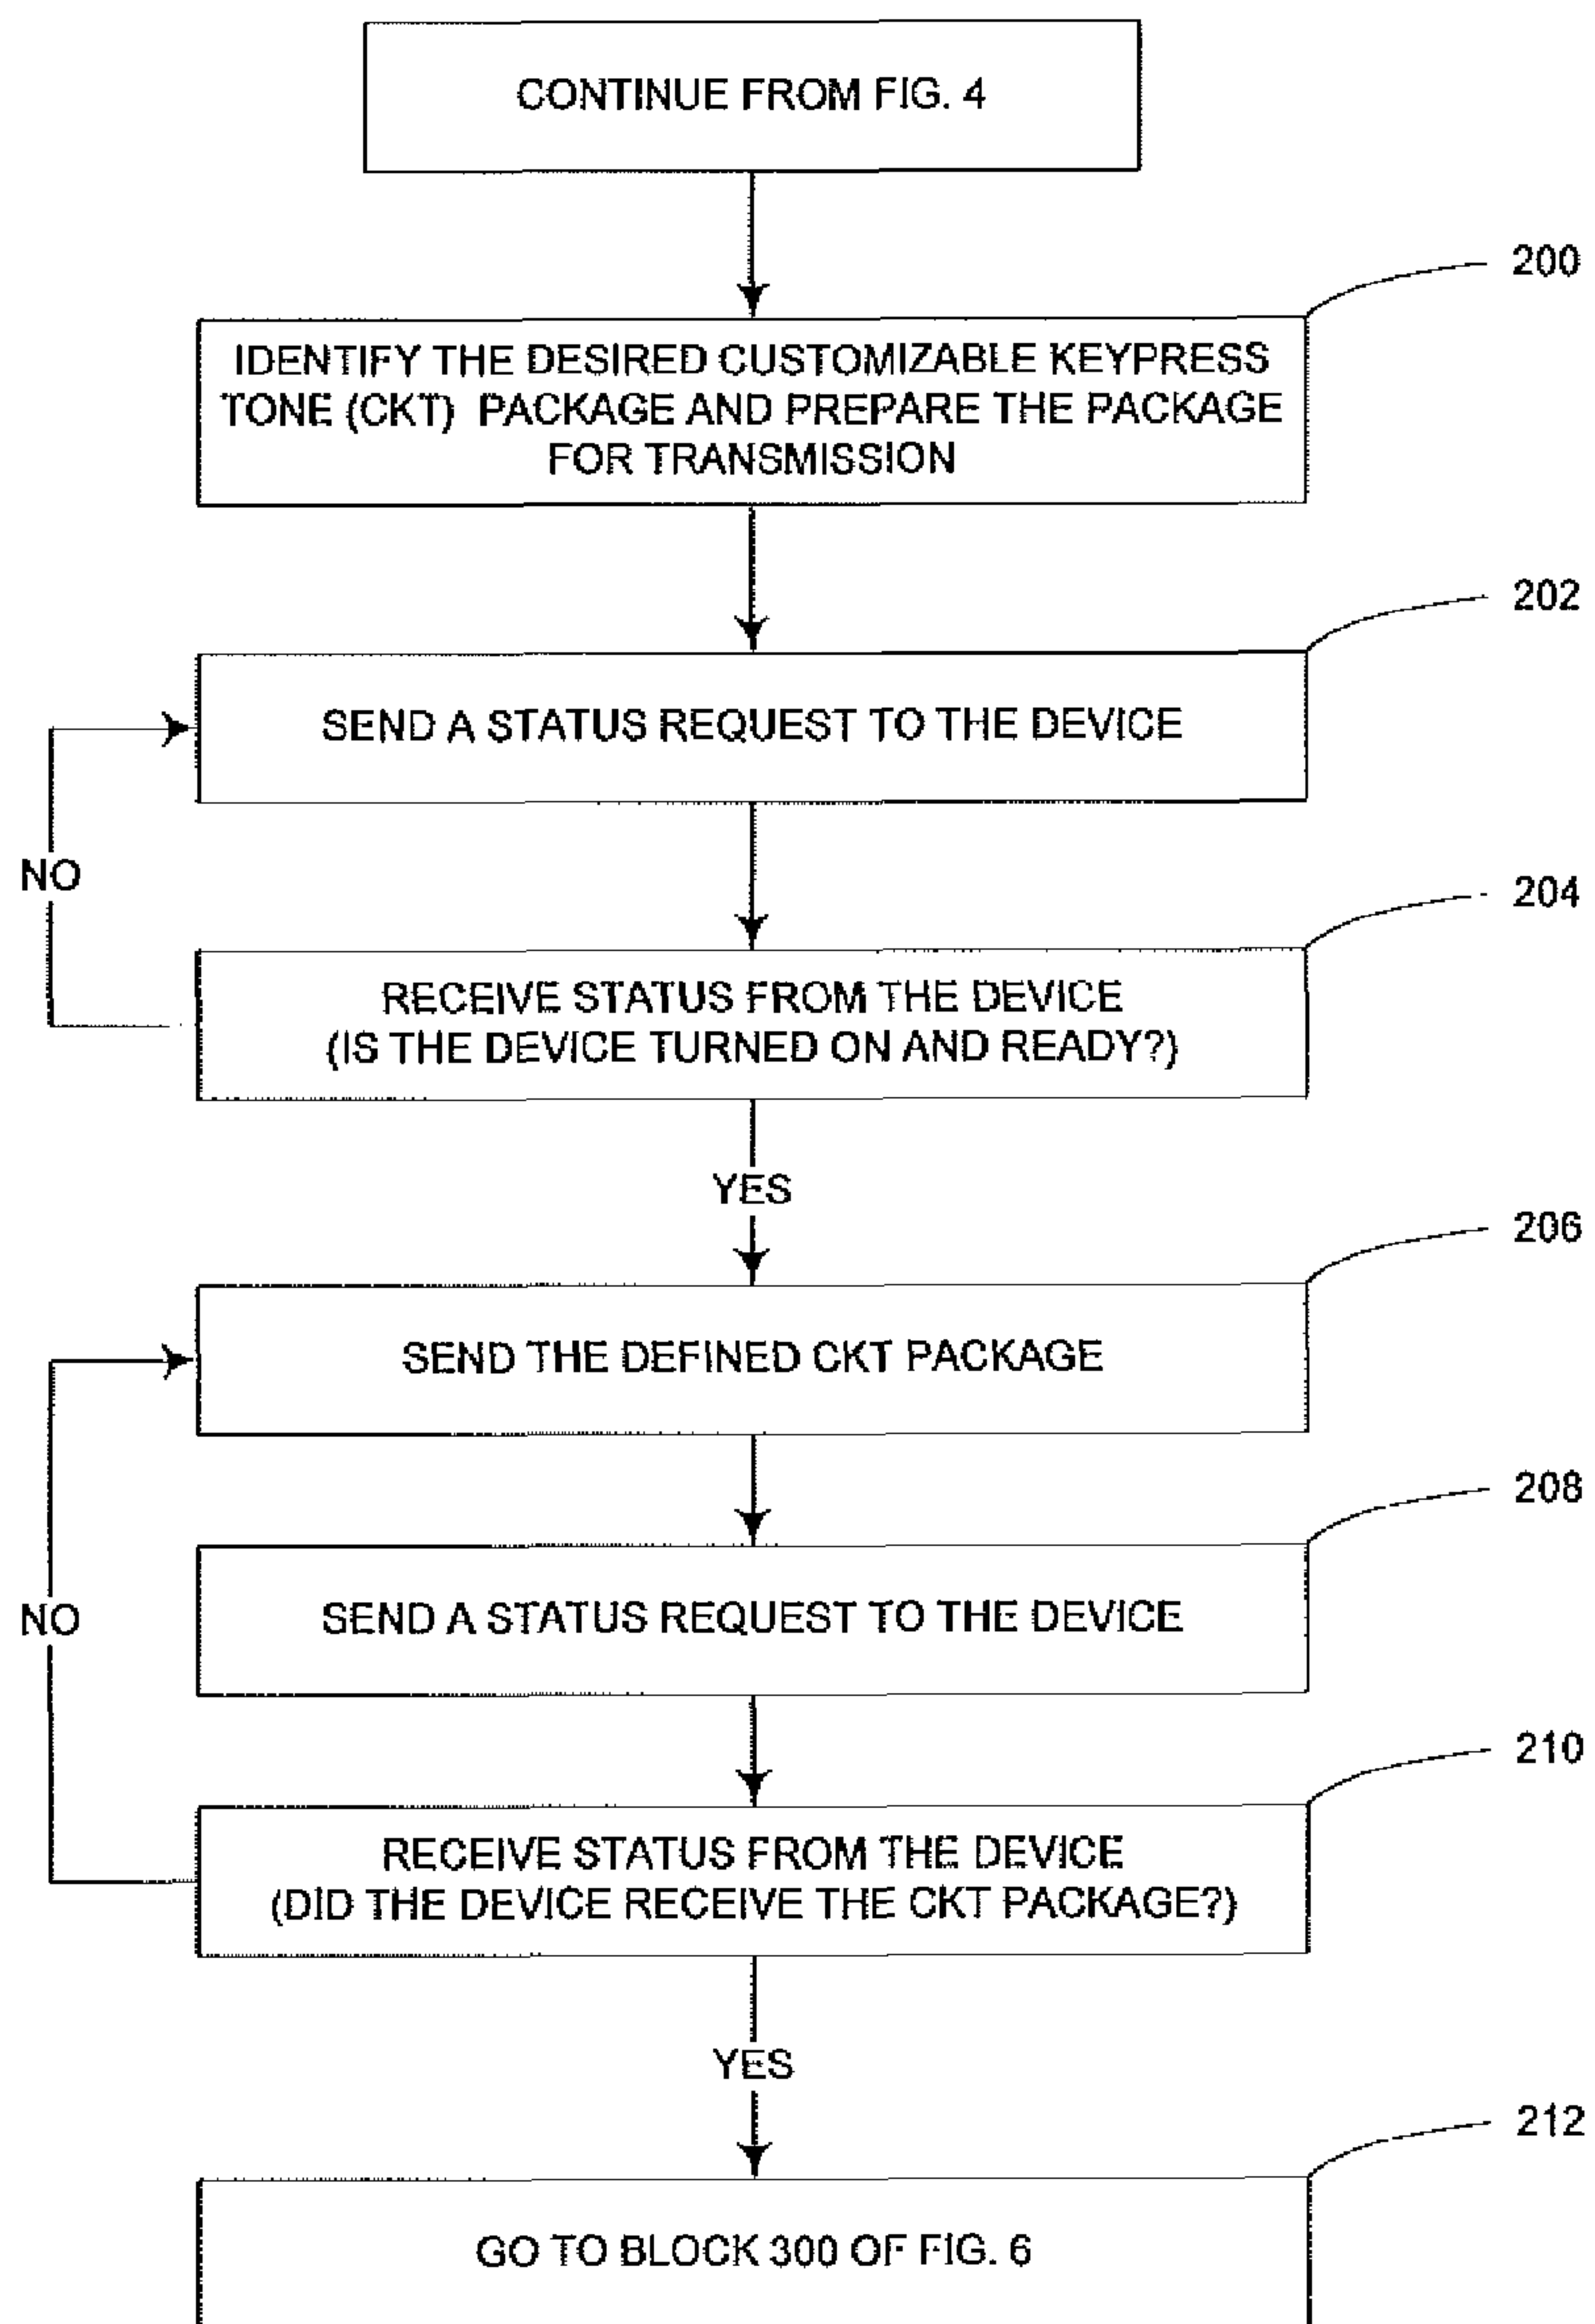 CONTINUE FROM FIG. 4
200
IDENTIFY THE DESIRED CUSTOMIZABLE KEYPRESS
TONE (CKT) PACKAGE AND PREPARE THE PACKAGE
FOR TRANSMISSION
202
SEND A STATUS REQUEST TO THE DEVICE
NO
204
RECEIVE STATUS FROM THE DEVICE
(IS THE DEVICE TURNED ON AND READY?)
YES
206
SEND THE DEFINED CKT PACKAGE
208
SEND A STATUS REQUEST TO THE DEVICE
NO
210
RECEIVE STATUS FROM THE DEVICE
(DID THE DEVICE RECEIVE THE CKT PACKAGE?)
YES
212
GO TO BLOCK 300 OF FIG. 6